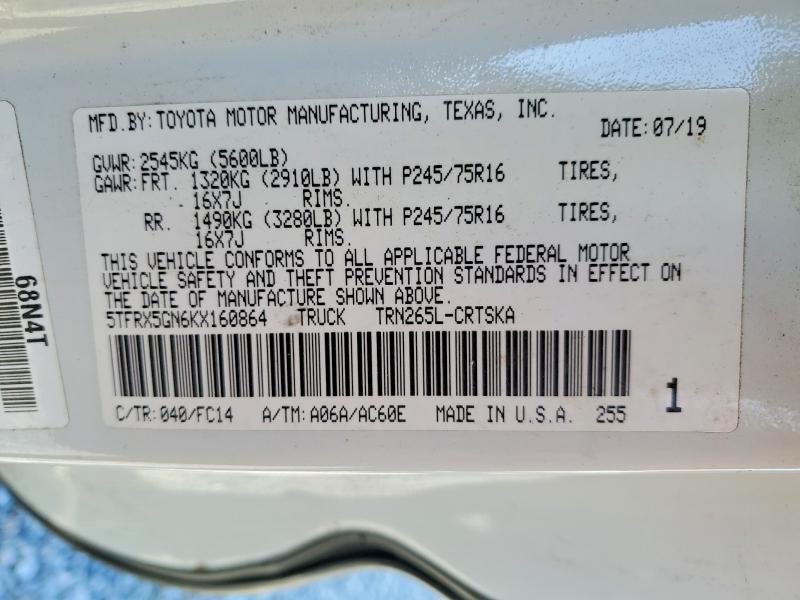 MFD.BY:TOYOTA MOTOR MANUFACTURING, TEXAS, INC.
DATE:07/19
GVWR:2545KG (5600LB)
GAWR:FRT. 1320KG (2910LB) WITH P245/75R16 TIRES,
16X7J RIMS.
RR. 1490KG (3280LB) WITH P245/75R16 TIRES,
16X7J RIMS.
THIS VEHICLE CONFORMS TO ALL APPLICABLE FEDERAL MOTOR
VEHICLE SAFETY AND THEFT PREVENTION STANDARDS IN EFFECT ON
THE DATE OF MANUFACTURE SHOWN ABOVE.
5TFRX5GN6KX160864 TRUCK TRN265L-CRTSKA
C/TR:040/FC14 A/TM:A06A/AC60E MADE IN U.S.A. 255
1
68N4T